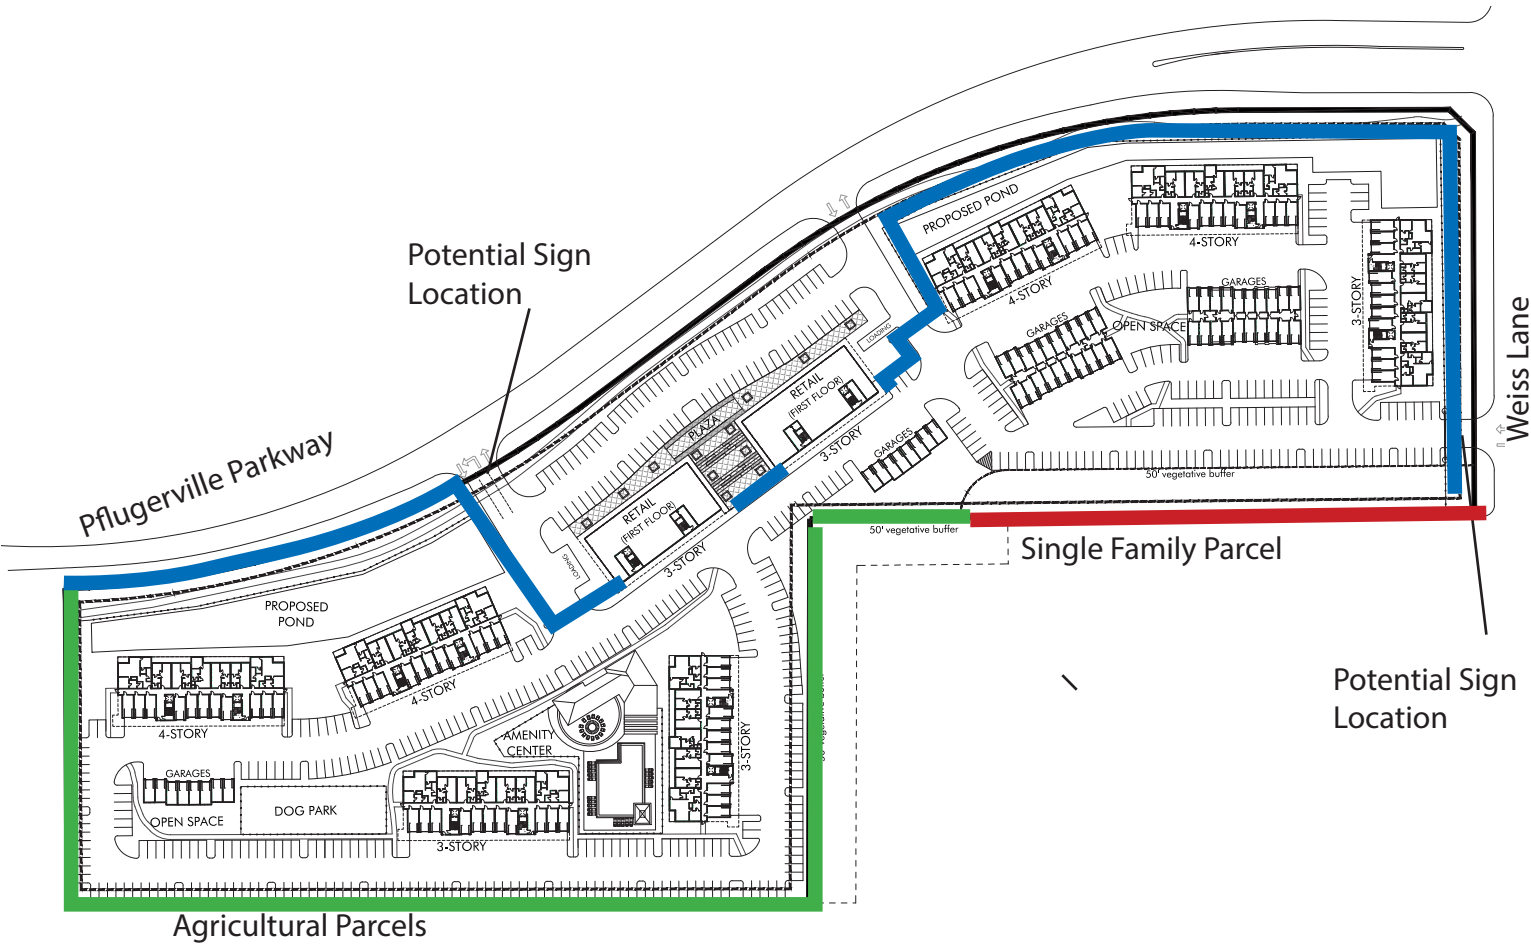 Potential Sign
Location
Pflugerville Parkway
Weiss Lane
PROPOSED POND
4-STORY
4-STORY
3-STORY
GARAGES
GARAGES
OPEN SPACE
LOADING
RETAIL
(FIRST FLOOR)
PLAZA
3-STORY
GARAGES
50' vegetative buffer
RETAIL
(FIRST FLOOR)
LOADING
3-STORY
50' vegetative buffer
Single Family Parcel
PROPOSED
POND
4-STORY
4-STORY
AMENITY
CENTER
3-STORY
GARAGES
OPEN SPACE
DOG PARK
3-STORY
Potential Sign
Location
Agricultural Parcels